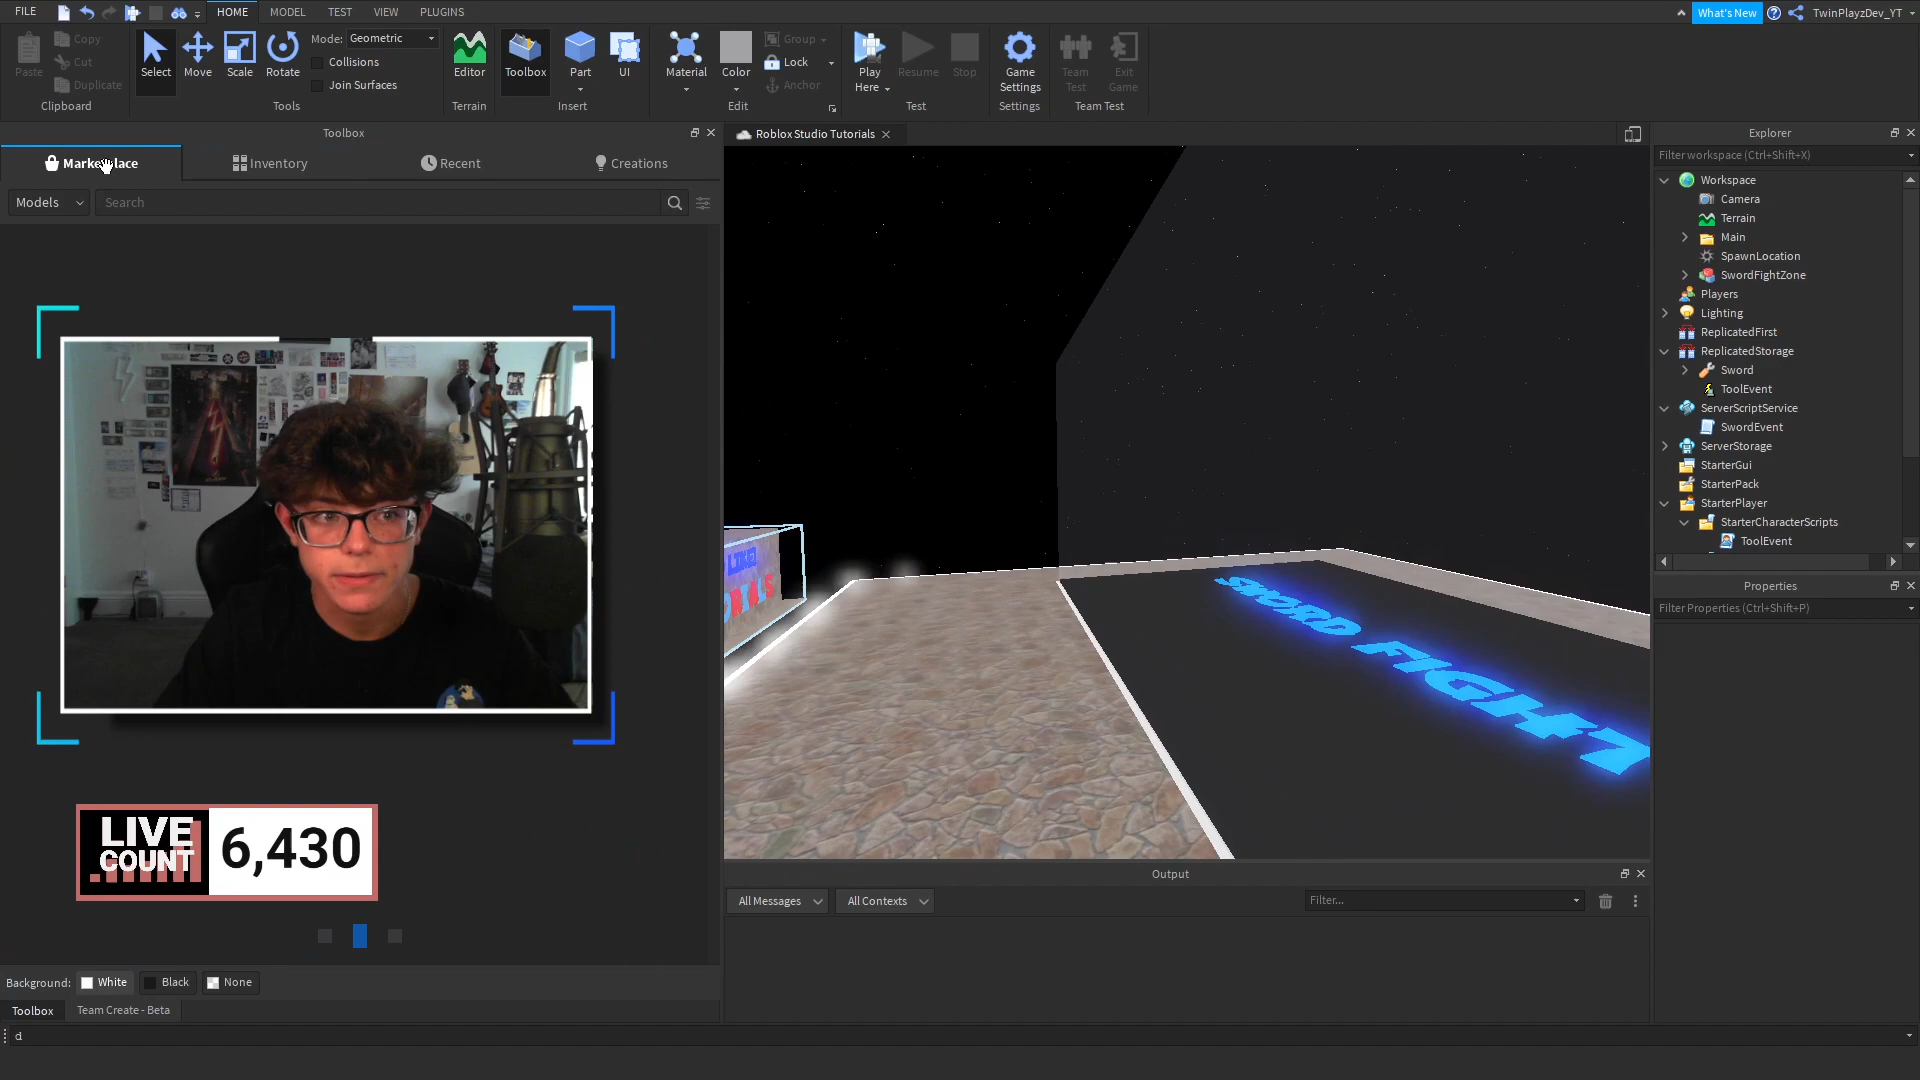 FILE HOME MODEL TEST VIEW PLUGINS What's New TwinPlayzDev_YT
Paste Copy Cut Duplicate Clipboard
Select Move Scale Rotate Mode: Geometric Collisions Join Surfaces Tools
Editor Terrain
Toolbox Part UI Insert
Material Color Group Lock Anchor Edit
Play Here Resume Stop Test
Game Settings Settings
Team Test Exit Game Team Test
Toolbox
Marketplace Inventory Recent Creations
Models Search
LIVE COUNT 6,430
Background: White Black None
Toolbox Team Create - Beta
d
Roblox Studio Tutorials
LIKE
SWORD FIGHT
Output
All Messages All Contexts Filter...
Explorer
Filter workspace (Ctrl+Shift+X)
Workspace
Camera
Terrain
Main
SpawnLocation
SwordFightZone
Players
Lighting
ReplicatedFirst
ReplicatedStorage
Sword
ToolEvent
ServerScriptService
SwordEvent
ServerStorage
StarterGui
StarterPack
StarterPlayer
StarterCharacterScripts
ToolEvent
Properties
Filter Properties (Ctrl+Shift+P)